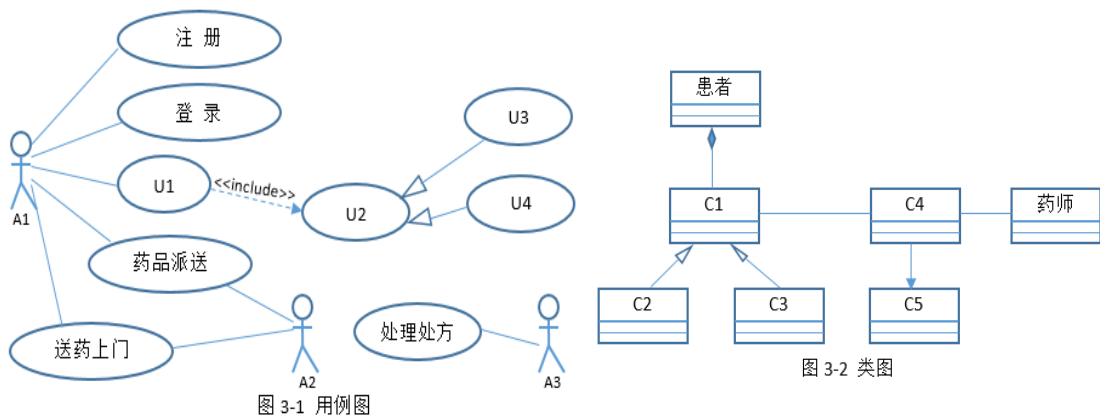 注 册
登 录
A1
U1
<<include>>
U2
U3
U4
药品派送
送药上门
A2
处理处方
A3
图 3-1 用例图
患者
C1
C4
药师
C2
C3
C5
图 3-2 类图